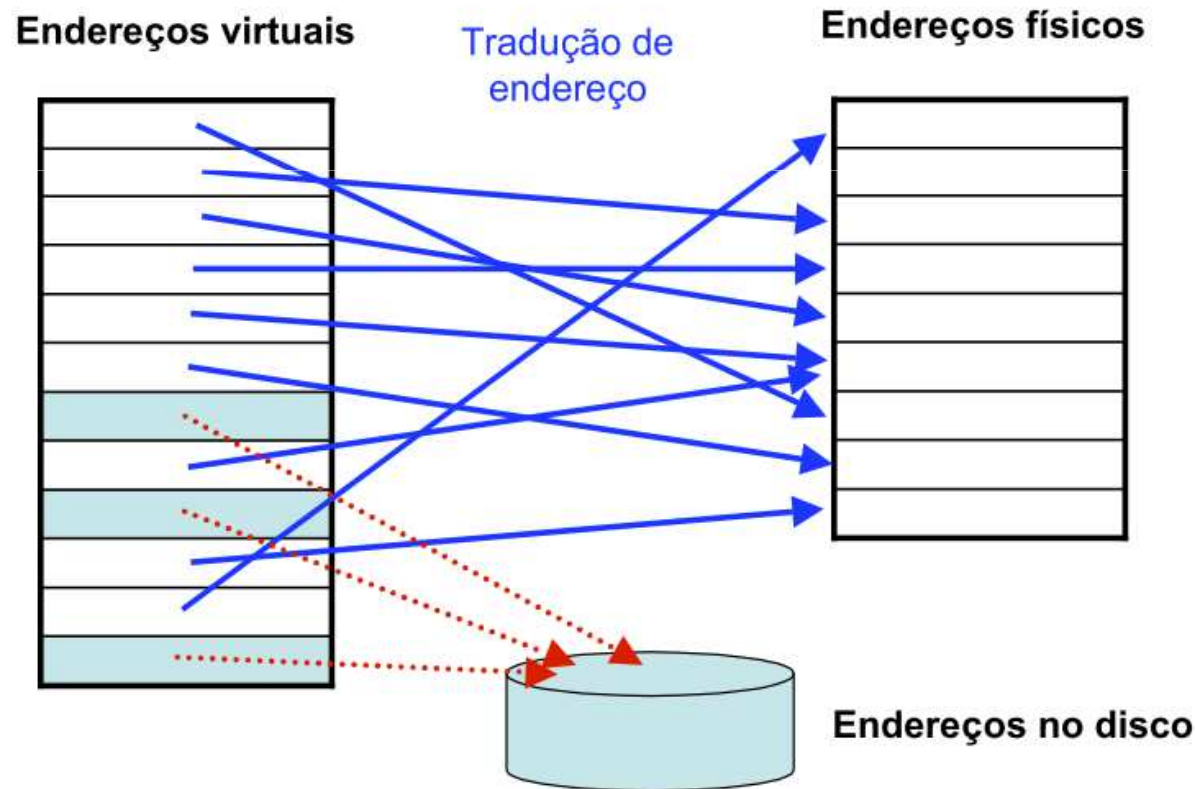 Endereços virtuais
Tradução de
endereço
Endereços físicos
Endereços no disco